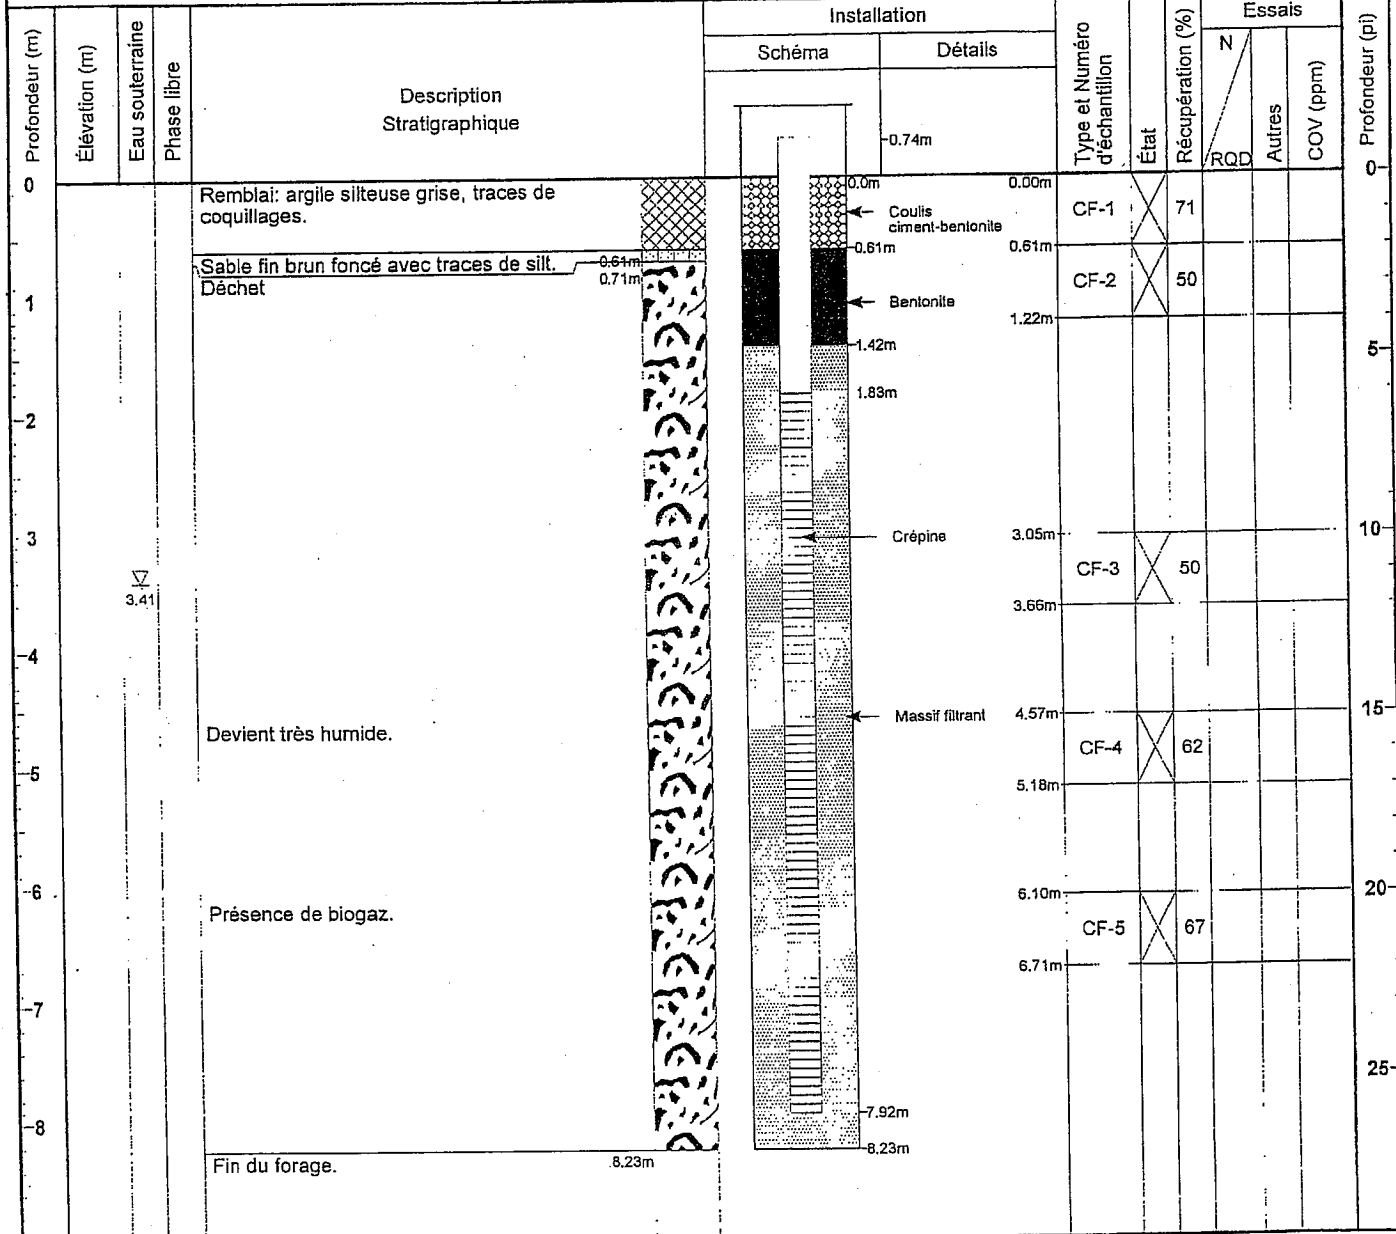 Profondeur (m)
Élévation (m)
Eau souterraine
Phase libre
Description
Stratigraphique
Installation
Schéma
Détails
Type et Numéro
d'échantillon
État
Récupération (%)
Essais
N
RQD
Autres
COV (ppm)
Profondeur (pi)
0.74m
0
Remblai: argile silteuse grise, traces de
coquillages.
0.0m
Coulis
ciment-bentonite
0.00m
CF-1
71
0
Sable fin brun foncé avec traces de silt.
0.61m
0.61m
0.61m
Déchet
0.71m
1
Bentonite
CF-2
50
1.22m
1.42m
5
1.83m
2
3
Crépine
3.05m
10
3.41
CF-3
50
3.66m
4
Devient très humide.
Massif filtrant
4.57m
15
CF-4
62
5
5.18m
6
6.10m
20
Présence de biogaz.
CF-5
67
6.71m
7
25
7.92m
8
8.23m
Fin du forage.
8.23m